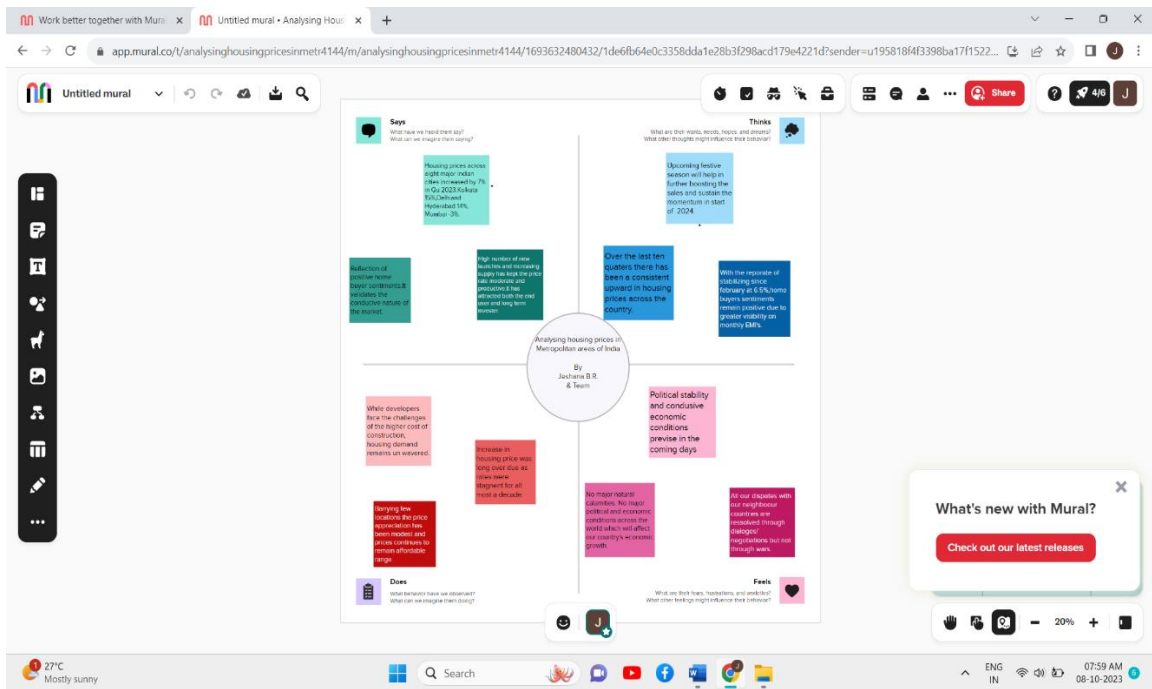 Work better together with Mura
Untitled mural • Analysing Hous
app.mural.co/t/analysinghousingpricesinmetr4144/m/analysinghousingpricesinmetr4144/1693632480432/1de6fb64e0c3358dda1e28b3f298acd179e4221d?sender=u195818f4f3398ba17f1522...
J
Untitled mural
Share
4/6
J
Says
What have we heard them say?
What can we imagine them saying?
Thinks
What are their wants, needs, hopes, and dreams?
What other thoughts might influence their behavior?
Housing prices across
eight major Indian
cities increased by 7%
in Q2 2023.Kolkata
15%,Delhi and
Hyderabad 14%,
Mumbai -3%.
Upcoming festive
season will help in
further boosting the
sales and sustain the
momentum in start
of 2024.
Reflection of
positive home
buyer sentiments.It
validates the
conducive nature of
the market.
High number of new
launches and increasing
supply has kept the price
rate moderate and
productive.It has
attracted both the end
user and long term
investor.
Over the last ten
quaters there has
been a consistent
upward in housing
prices across the
country.
With the reporate of
stabilizing since
february at 6.5%,home
buyers sentiments
remain positive due to
greater visibility on
monthly EMI's.
Analysing housing prices in
Metropolitan areas of India
By
B.R.
& Team
While developers
face the challenges
of the higher cost of
construction,
housing demand
remains un wavered.
Increase in
housing price was
long over due as
rates were
stagnent for all
most a decade.
Borrying few
locations the price
appreciation has
been modest and
prices continues to
remain affordable
range
Political stability
and condusive
economic
conditions
previse in the
coming days
No major natural
calamities. No major
political and economic
conditions across the
world which will affect
our country's economic
growth.
All our dispates with
our neighbour
countries are
ressolved through
dialoges/
negotiations but not
through wars.
Does
What behavior have we observed?
What can we imagine them doing?
Feels
What are their fears, frustrations, and anxieties?
What other feelings might influence their behavior?
What's new with Mural?
Check out our latest releases
J
20%
1
27°C
Mostly sunny
Search
ENG
IN
07:59 AM
08-10-2023
6